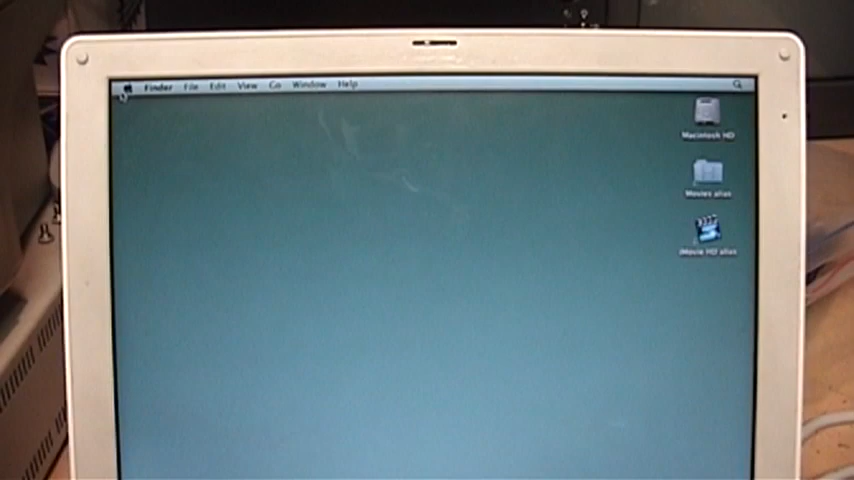 Finder File Edit View Go Window Help
Macintosh HD
Movies alias
iMovie HD alias